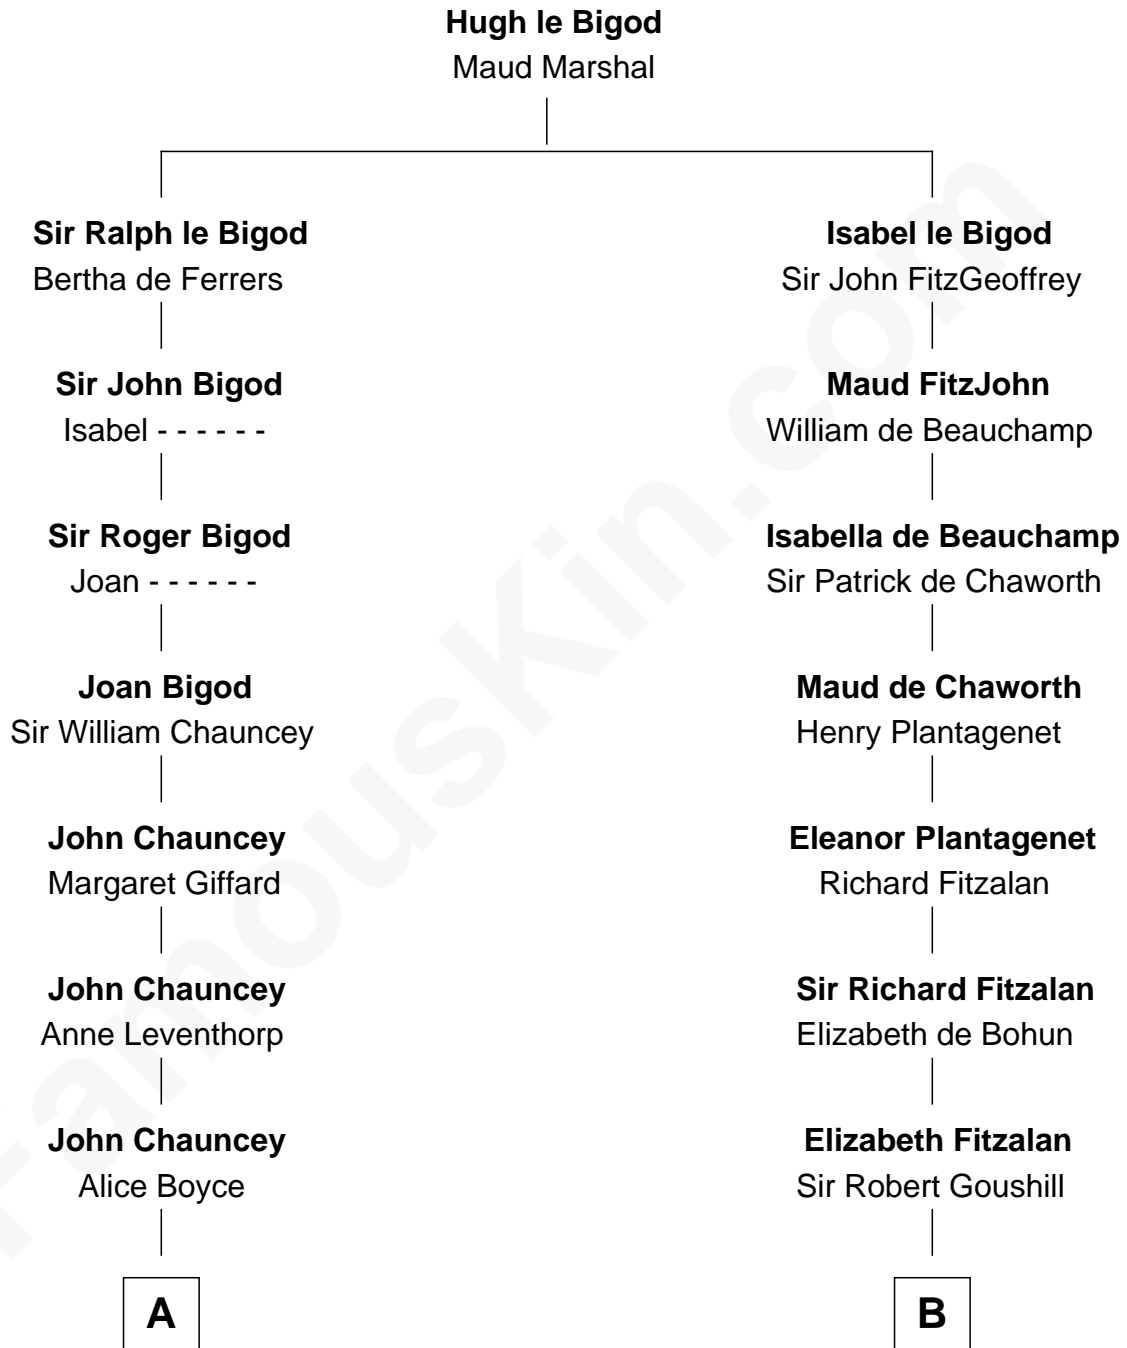 Hugh le Bigod
Maud Marshal
Sir Ralph le Bigod
Bertha de Ferrers
Isabel le Bigod
Sir John FitzGeoffrey
Sir John Bigod
Isabel - - - - - -
Maud FitzJohn
William de Beauchamp
Sir Roger Bigod
Joan - - - - - -
Isabella de Beauchamp
Sir Patrick de Chaworth
Joan Bigod
Sir William Chauncey
Maud de Chaworth
Henry Plantagenet
John Chauncey
Margaret Giffard
Eleanor Plantagenet
Richard Fitzalan
John Chauncey
Anne Leventhorp
Sir Richard Fitzalan
Elizabeth de Bohun
John Chauncey
Alice Boyce
Elizabeth Fitzalan
Sir Robert Goushill
A
B
FamousKin.com